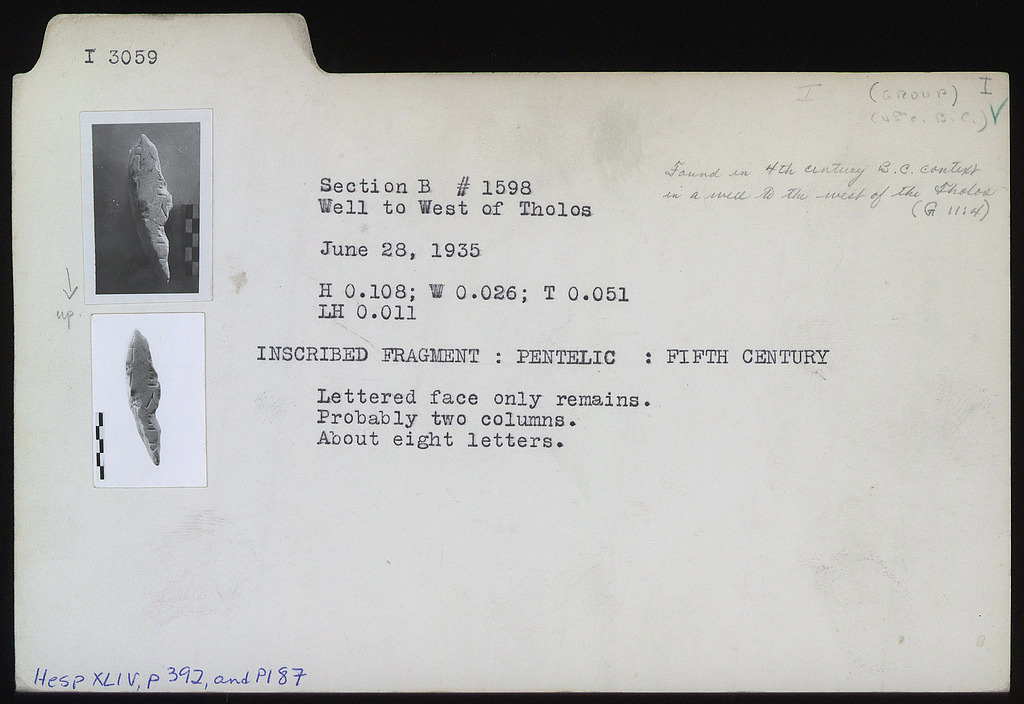 I 3059
I (GROUP) I
(4th c. B.C.)
Found in 4th century B.C. context
in a well to the west of the Tholos
(G 11:4)
Section B # 1598
Well to West of Tholos
June 28, 1935
H 0.108; W 0.026; T 0.051
LH 0.011
up.
INSCRIBED FRAGMENT : PENTELIC : FIFTH CENTURY
Lettered face only remains.
Probably two columns.
About eight letters.
Hesp XLIV, p 392, and Pl 87